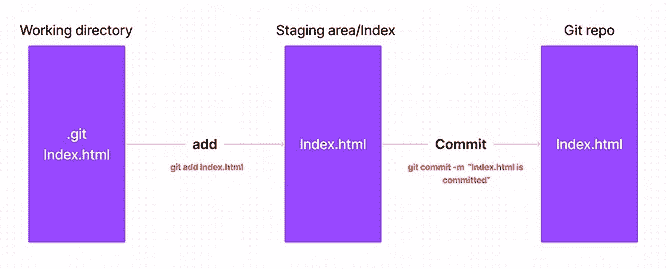 Working directory
Staging area/Index
Git repo
.git
Index.html
add
git add Index.html
Index.html
Commit
git commit -m "Index.html is
committed"
Index.html